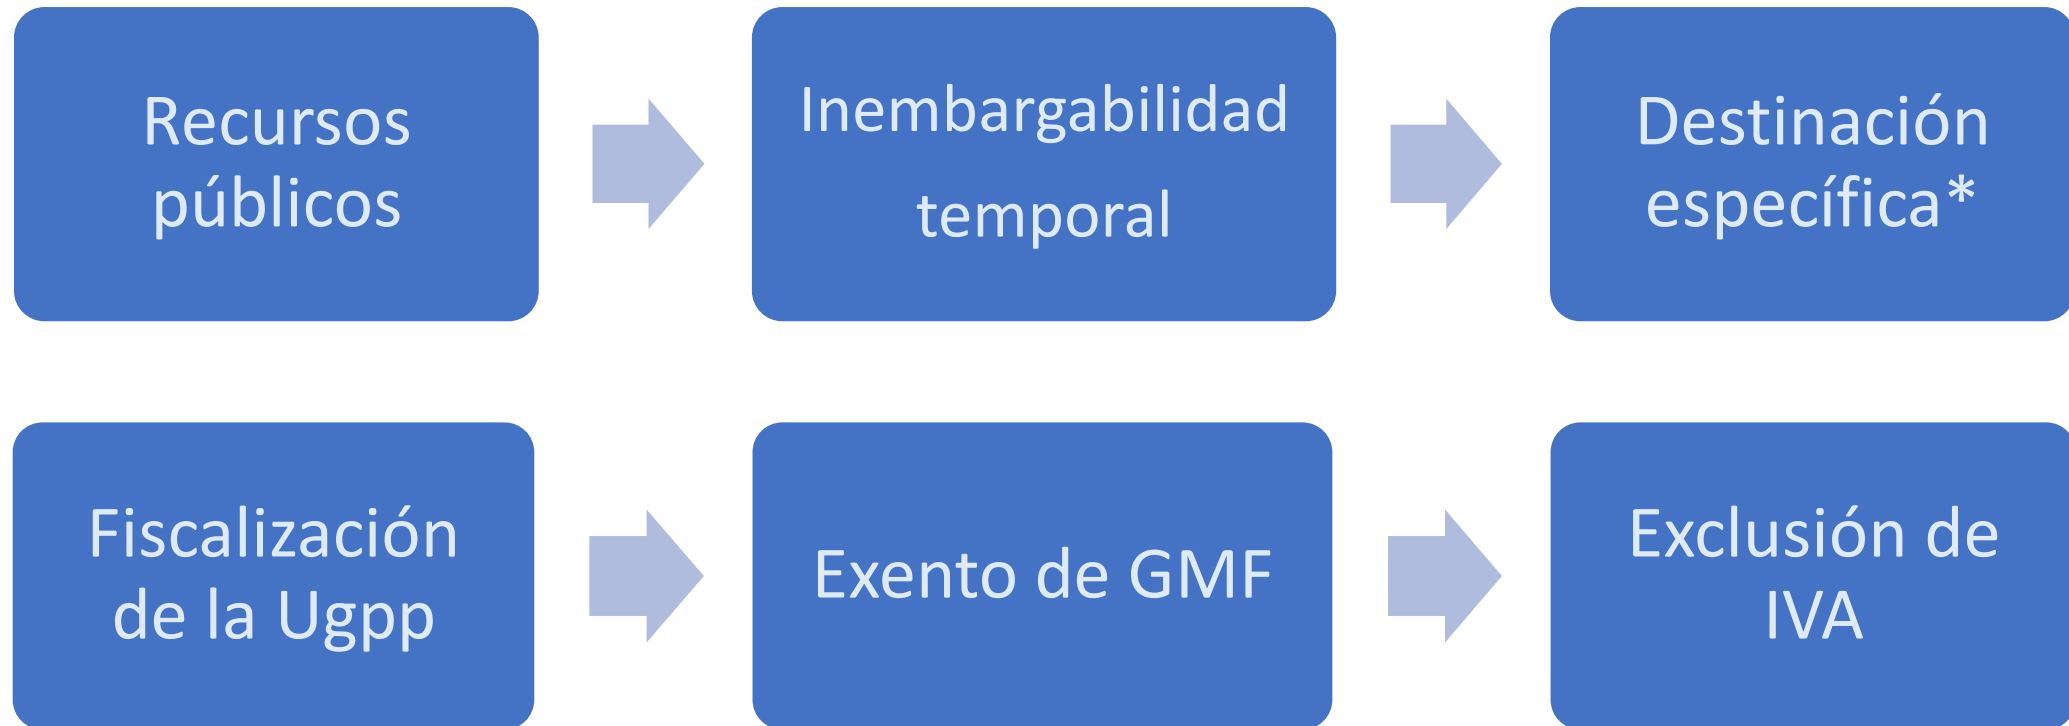 Recursos
públicos
Inembargabilidad
temporal
Destinación
específica*
Fiscalización
de la Ugpp
Exento de GMF
Exclusión de
IVA